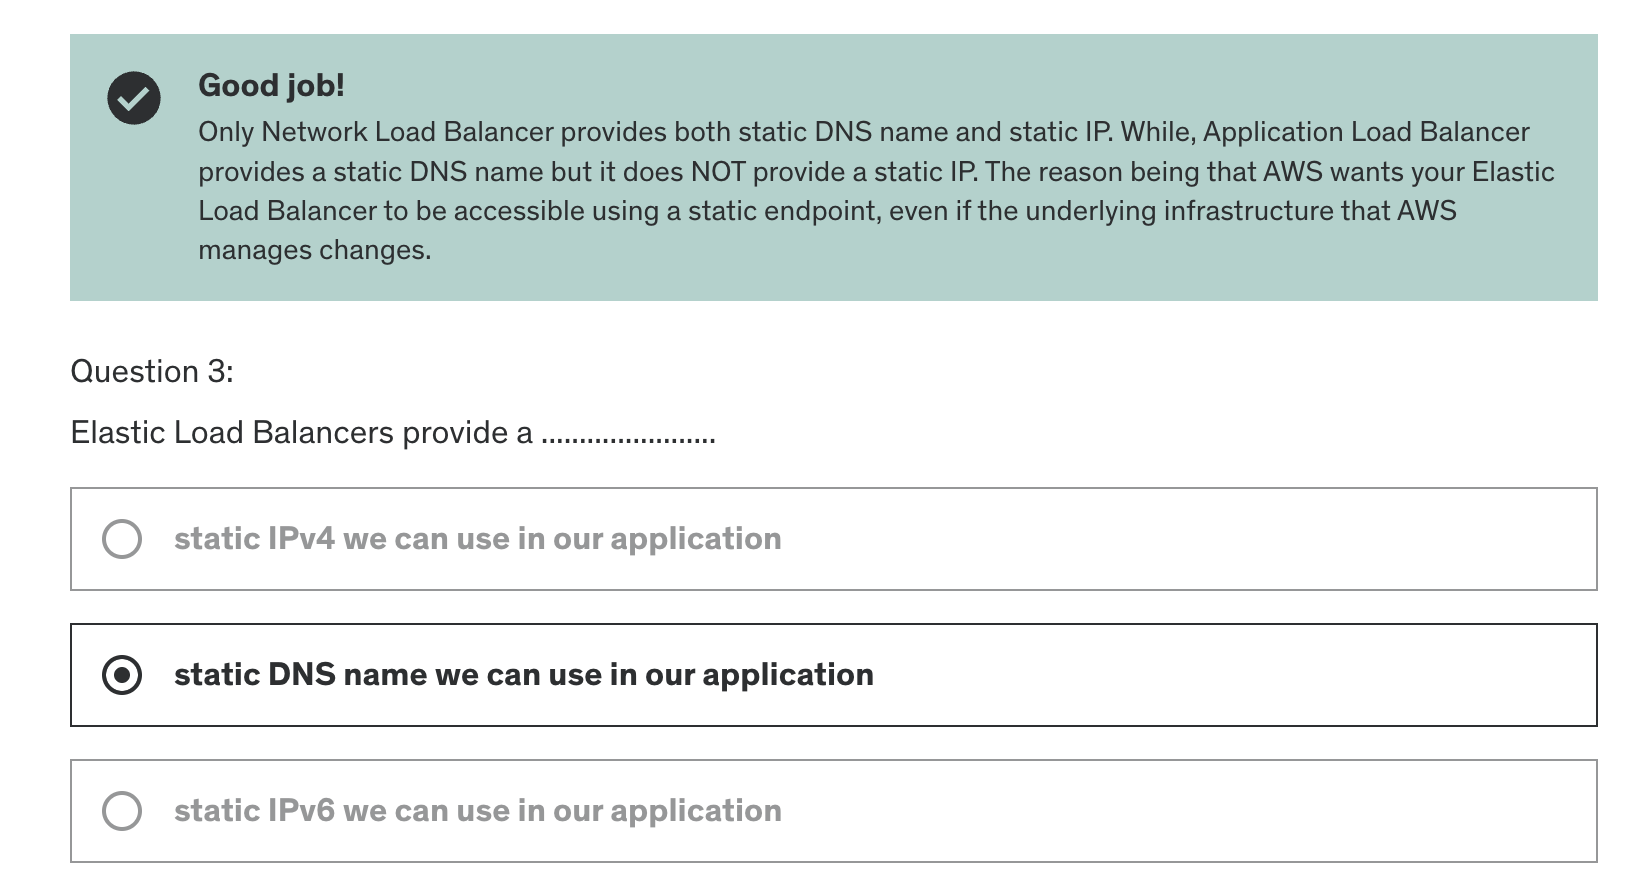 Good job!
Only Network Load Balancer provides both static DNS name and static IP. While, Application Load Balancer
provides a static DNS name but it does NOT provide a static IP. The reason being that AWS wants your Elastic
Load Balancer to be accessible using a static endpoint, even if the underlying infrastructure that AWS
manages changes.
Question 3:
Elastic Load Balancers provide a .......................
static IPv4 we can use in our application
static DNS name we can use in our application
static IPv6 we can use in our application